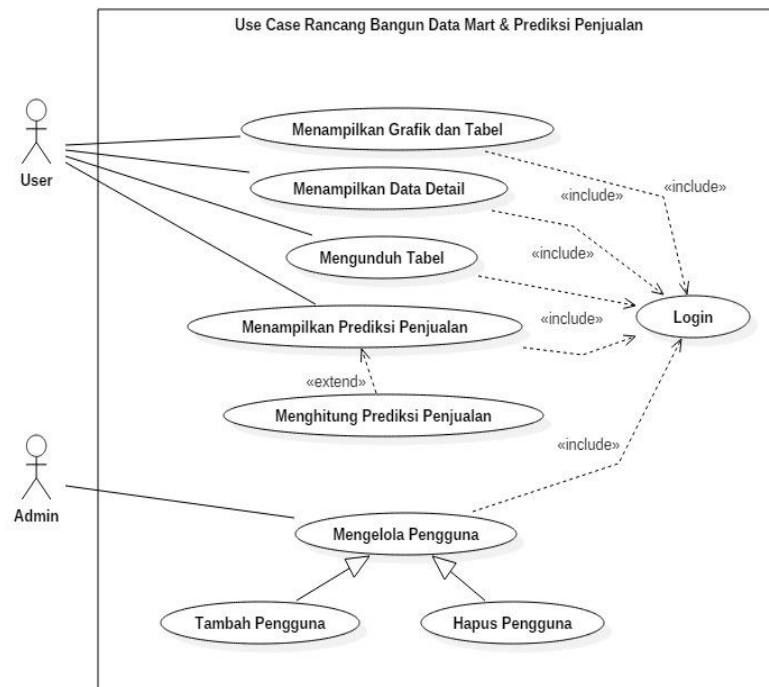 Use Case Rancang Bangun Data Mart & Prediksi Penjualan
User
Menampilkan Grafik dan Tabel
Menampilkan Data Detail
«include»
«include»
Mengunduh Tabel
«include»
Menampilkan Prediksi Penjualan
«include»
Login
«extend»
Menghitung Prediksi Penjualan
«include»
Admin
Mengelola Pengguna
Tambah Pengguna
Hapus Pengguna